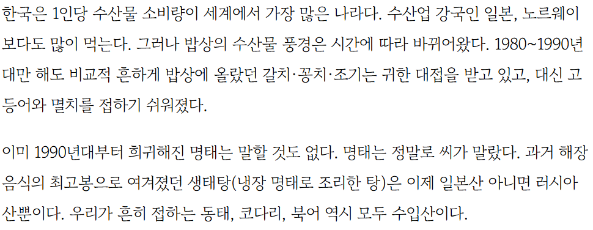 한국은 1인당 수산물 소비량이 세계에서 가장 많은 나라다. 수산업 강국인 일본, 노르웨이
보다도 많이 먹는다. 그러나 밥상의 수산물 풍경은 시간에 따라 바뀌어왔다. 1980~1990년
대만 해도 비교적 흔하게 밥상에 올랐던 갈치·꽁치·조기는 귀한 대접을 받고 있고, 대신 고
등어와 멸치를 접하기 쉬워졌다.
이미 1990년대부터 희귀해진 명태는 말할 것도 없다. 명태는 정말로 씨가 말랐다. 과거 해장
음식의 최고봉으로 여겨졌던 생태탕(냉장 명태로 조리한 탕)은 이제 일본산 아니면 러시아
산뿐이다. 우리가 흔히 접하는 동태, 코다리, 북어 역시 모두 수입산이다.